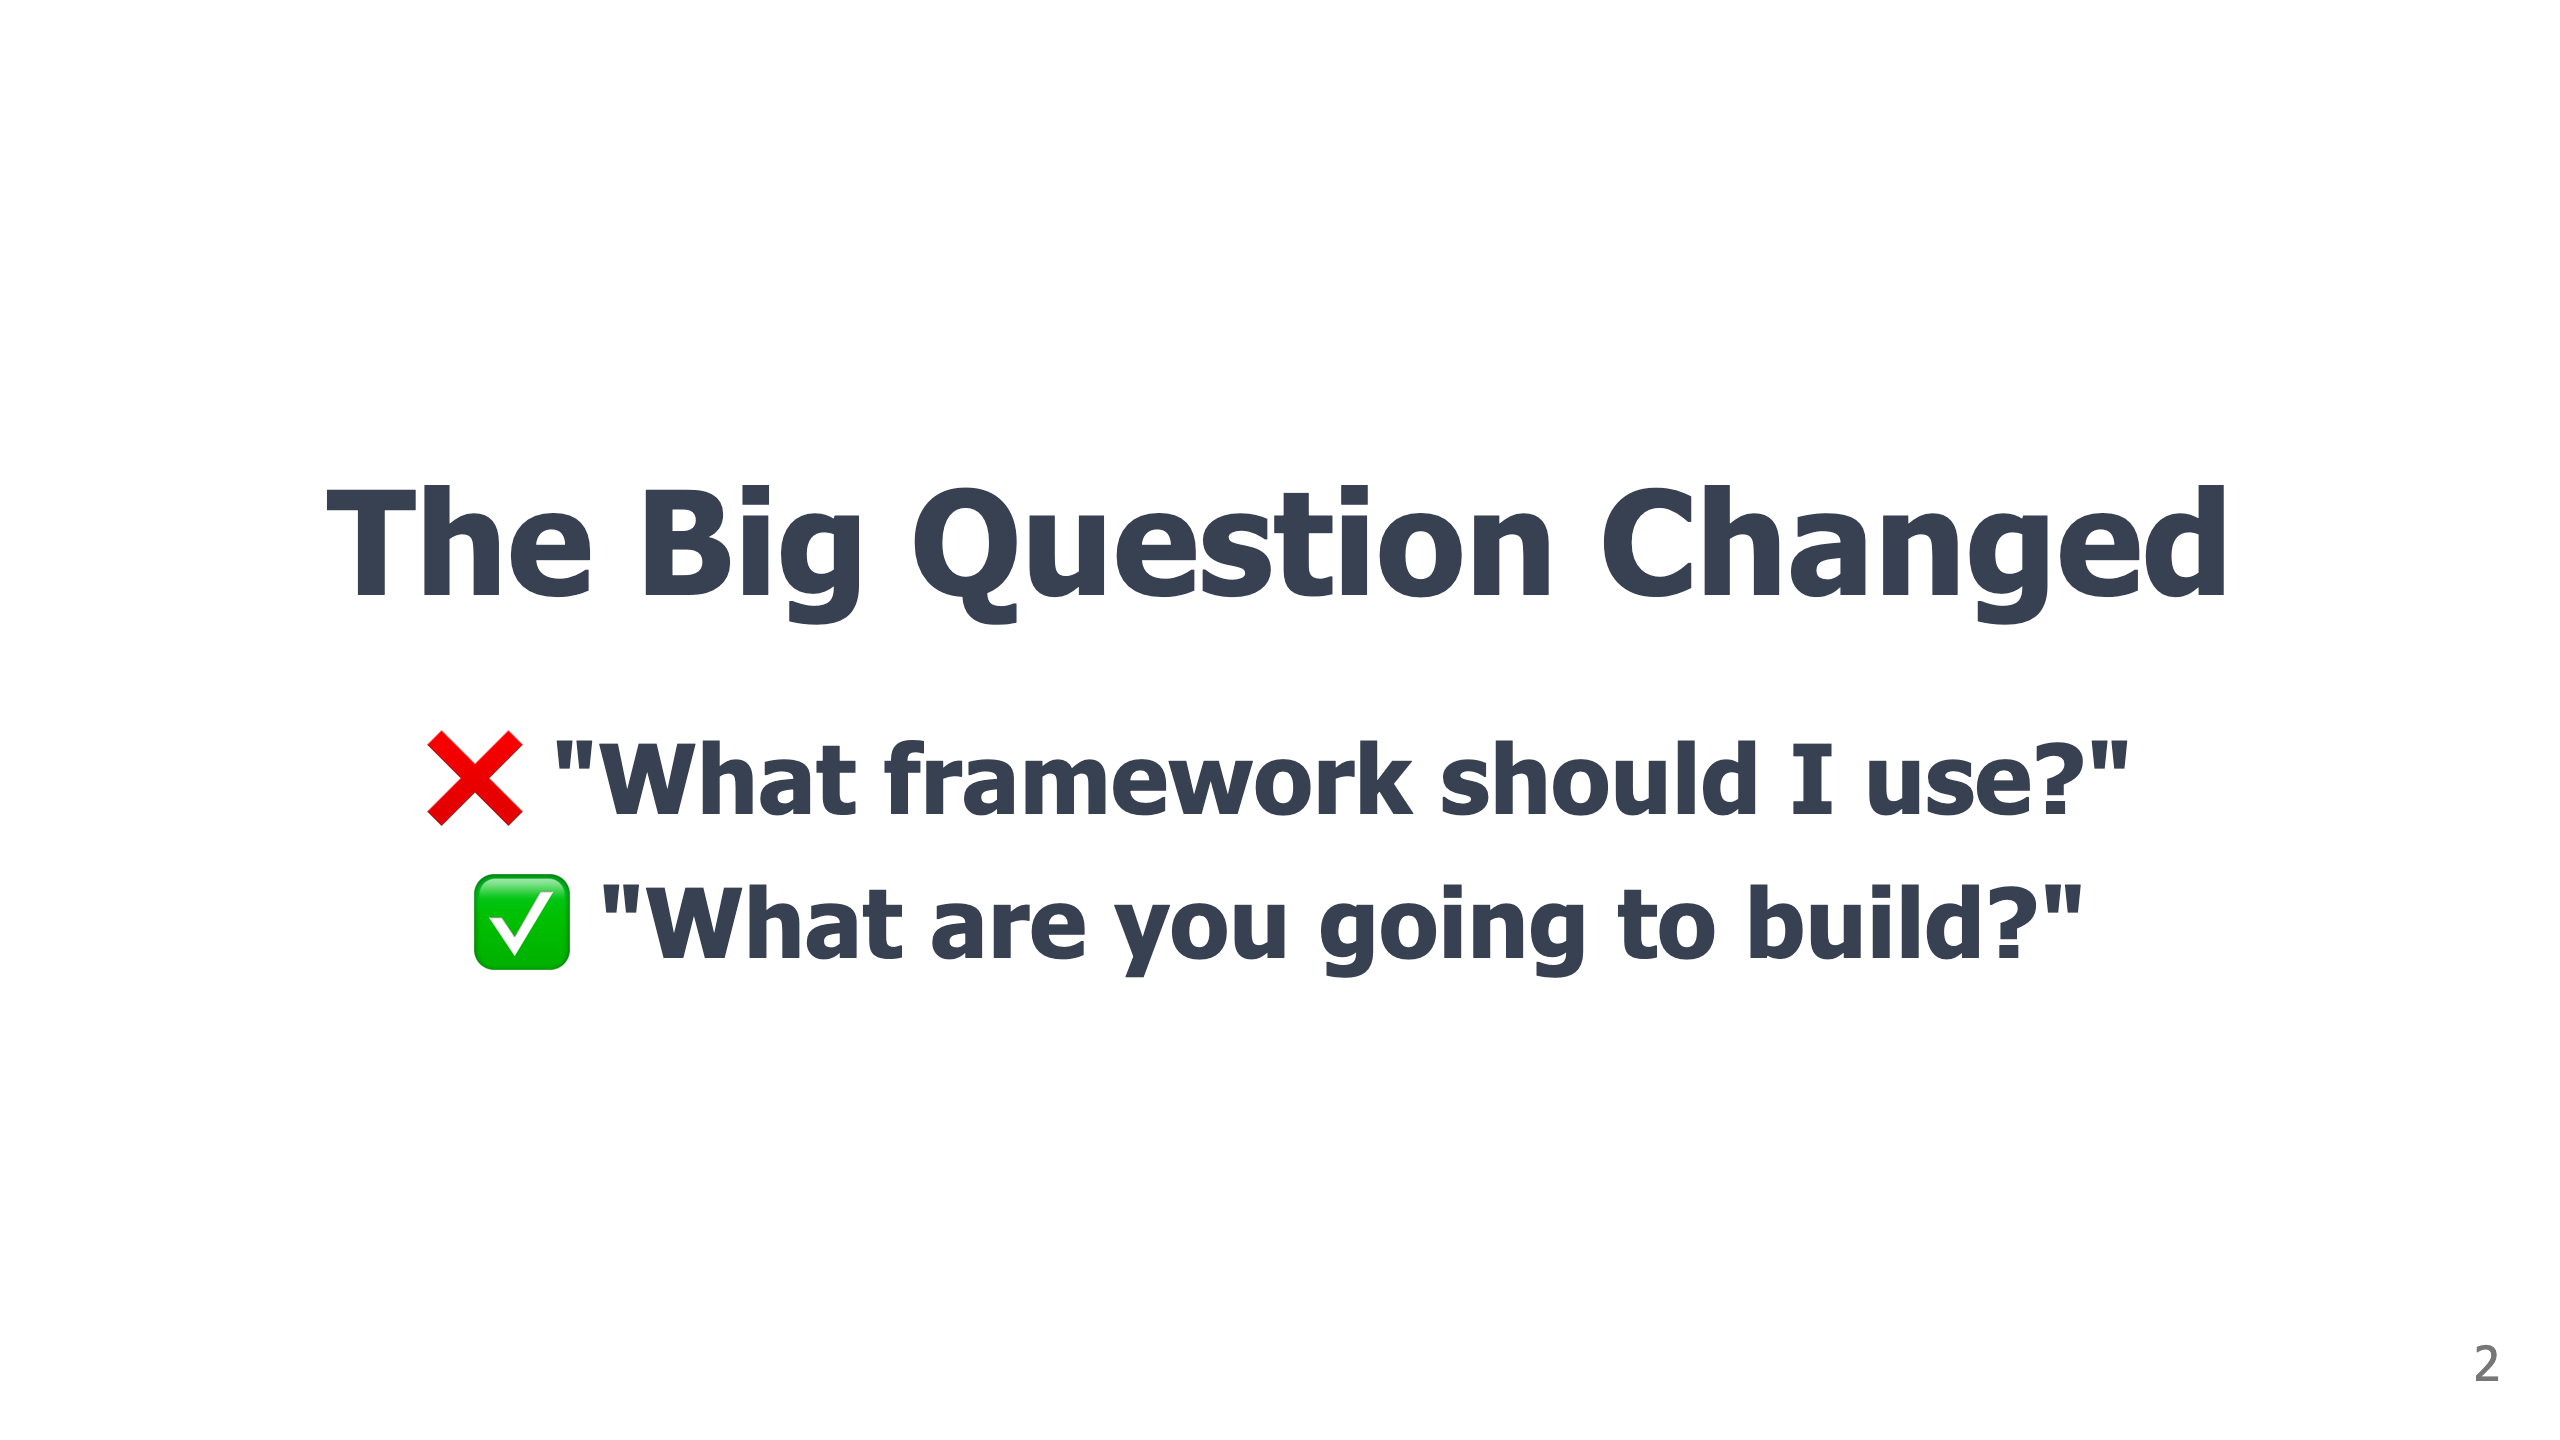 The Big Question Changed
❌ "What framework should I use?"
✅ "What are you going to build?"
2